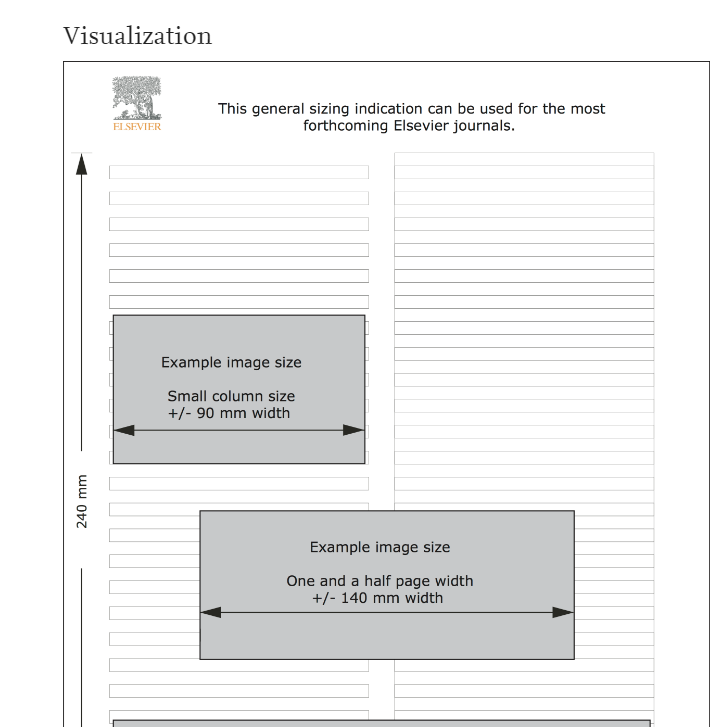 Visualization
ELSEVIER
This general sizing indication can be used for the most
forthcoming Elsevier journals.
Example image size
Small column size
+/- 90 mm width
240 mm
Example image size
One and a half page width
+/- 140 mm width